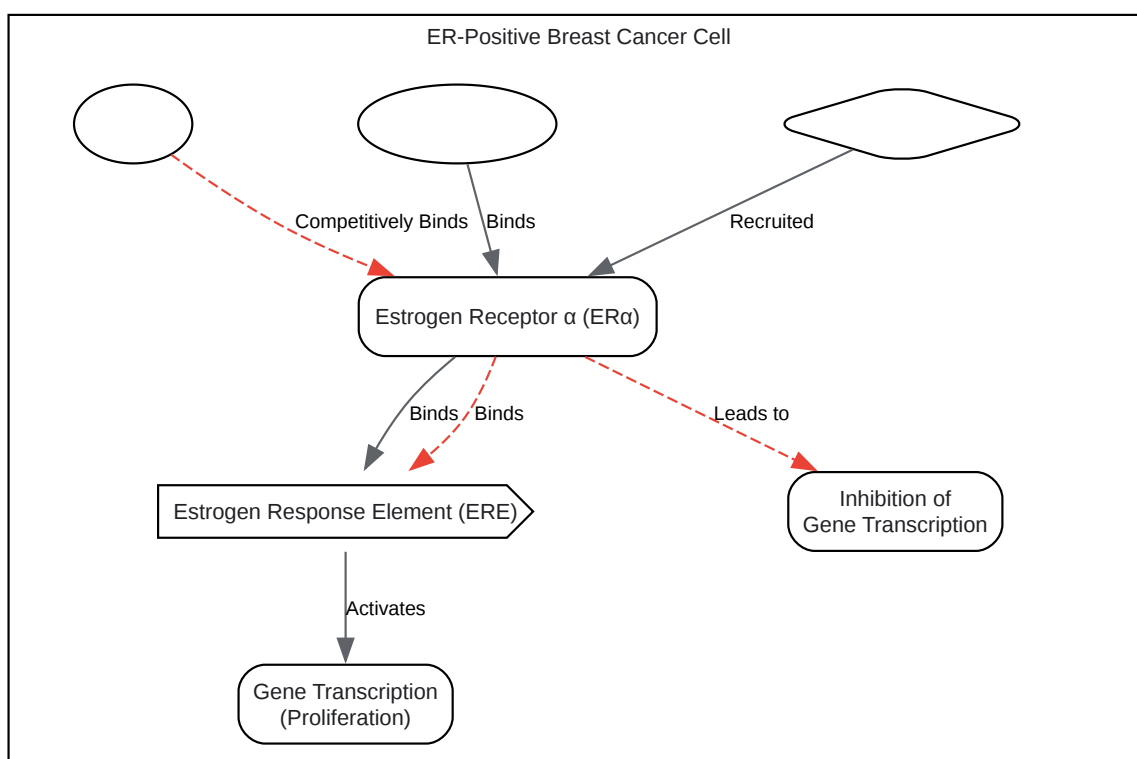 ER-Positive Breast Cancer Cell
Competitively Binds
Binds
Recruited
Estrogen Receptor α (ERα)
Binds
Binds
Leads to
Estrogen Response Element (ERE)
Inhibition of
Gene Transcription
Activates
Gene Transcription
(Proliferation)